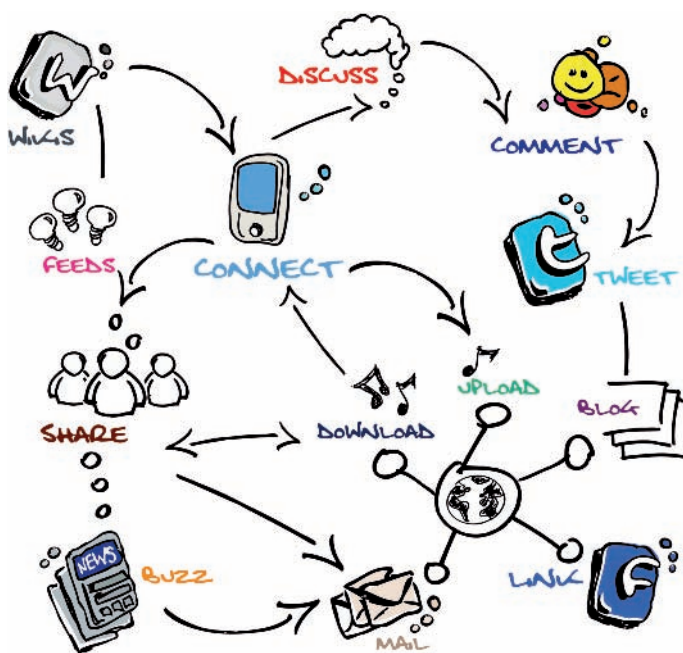 DISCUSS
WIKIS
COMMENT
FEEDS
CONNECT
TWEET
UPLOAD
BLOG
SHARE
DOWNLOAD
NEWS
BUZZ
LINK
MAIL